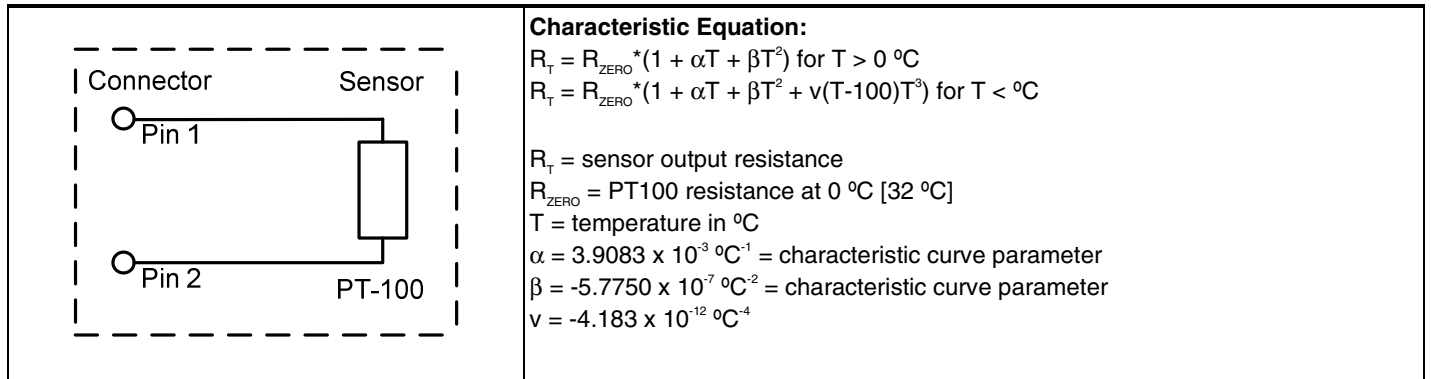 Connector Sensor
Pin 1
Pin 2
PT-100
Characteristic Equation:
R_T = R_ZERO*(1 + αT + βT²) for T > 0 ºC
R_T = R_ZERO*(1 + αT + βT² + v(T-100)T³) for T < ºC
R_T = sensor output resistance
R_ZERO = PT100 resistance at 0 ºC [32 ºC]
T = temperature in ºC
α = 3.9083 x 10⁻³ ºC⁻¹ = characteristic curve parameter
β = -5.7750 x 10⁻⁷ ºC⁻² = characteristic curve parameter
v = -4.183 x 10⁻¹² ºC⁻⁴